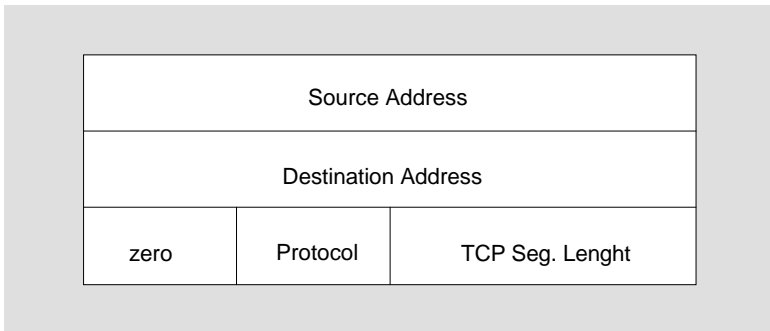 Source Address
Destination Address
zero Protocol TCP Seg. Lenght